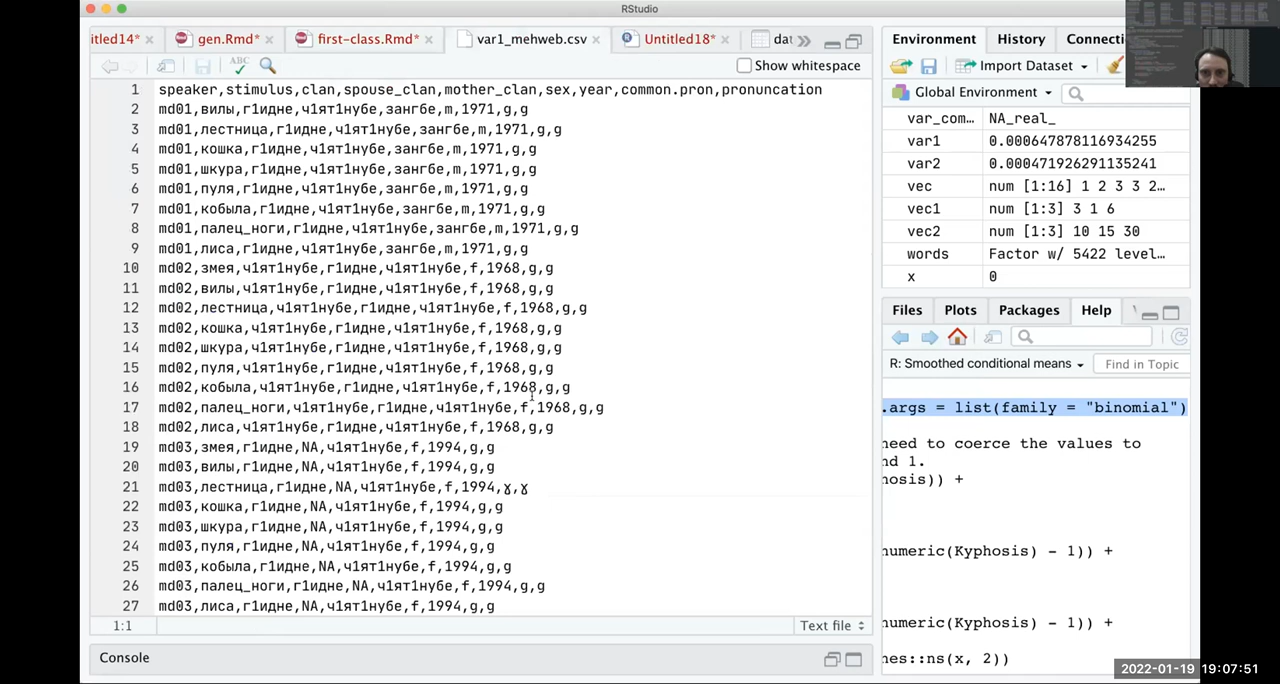 RStudio
itled14* ×
gen.Rmd* ×
first-class.Rmd* ×
var1_mehweb.csv ×
Untitled18* ×
dat
ABC
Show whitespace
1 speaker,stimulus,clan,spouse_clan,mother_clan,sex,year,common.pron,pronuncation
2 md01,вилы,г1идне,ч1ят1нубе,зангбе,m,1971,g,g
3 md01,лестница,г1идне,ч1ят1нубе,зангбе,m,1971,g,g
4 md01,кошка,г1идне,ч1ят1нубе,зангбе,m,1971,g,g
5 md01,шкура,г1идне,ч1ят1нубе,зангбе,m,1971,g,g
6 md01,пуля,г1идне,ч1ят1нубе,зангбе,m,1971,g,g
7 md01,кобыла,г1идне,ч1ят1нубе,зангбе,m,1971,g,g
8 md01,палец_ноги,г1идне,ч1ят1нубе,зангбе,m,1971,g,g
9 md01,лиса,г1идне,ч1ят1нубе,зангбе,m,1971,g,g
10 md02,змея,ч1ят1нубе,г1идне,ч1ят1нубе,f,1968,g,g
11 md02,вилы,ч1ят1нубе,г1идне,ч1ят1нубе,f,1968,g,g
12 md02,лестница,ч1ят1нубе,г1идне,ч1ят1нубе,f,1968,g,g
13 md02,кошка,ч1ят1нубе,г1идне,ч1ят1нубе,f,1968,g,g
14 md02,шкура,ч1ят1нубе,г1идне,ч1ят1нубе,f,1968,g,g
15 md02,пуля,ч1ят1нубе,г1идне,ч1ят1нубе,f,1968,g,g
16 md02,кобыла,ч1ят1нубе,г1идне,ч1ят1нубе,f,1968,g,g
17 md02,палец_ноги,ч1ят1нубе,г1идне,ч1ят1нубе,f,1968,g,g
18 md02,лиса,ч1ят1нубе,г1идне,ч1ят1нубе,f,1968,g,g
19 md03,змея,г1идне,NA,ч1ят1нубе,f,1994,g,g
20 md03,вилы,г1идне,NA,ч1ят1нубе,f,1994,g,g
21 md03,лестница,г1идне,NA,ч1ят1нубе,f,1994,ɣ,ɣ
22 md03,кошка,г1идне,NA,ч1ят1нубе,f,1994,g,g
23 md03,шкура,г1идне,NA,ч1ят1нубе,f,1994,g,g
24 md03,пуля,г1идне,NA,ч1ят1нубе,f,1994,g,g
25 md03,кобыла,г1идне,NA,ч1ят1нубе,f,1994,g,g
26 md03,палец_ноги,г1идне,NA,ч1ят1нубе,f,1994,g,g
27 md03,лиса,г1идне,NA,ч1ят1нубе,f,1994,g,g
1:1
Text file
Console
Environment History Connecti
Import Dataset
Global Environment
var_com… NA_real_
var1 0.000647878116934255
var2 0.000471926291135241
vec num [1:16] 1 2 3 3 2…
vec1 num [1:3] 3 1 6
vec2 num [1:3] 10 15 30
words Factor w/ 5422 level…
x 0
Files Plots Packages Help
R: Smoothed conditional means
Find in Topic
.args = list(family = "binomial")
need to coerce the values to
nd 1.
hosis)) +
numeric(Kyphosis) - 1)) +
numeric(Kyphosis) - 1)) +
nes::ns(x, 2))
2022-01-19 19:07:51